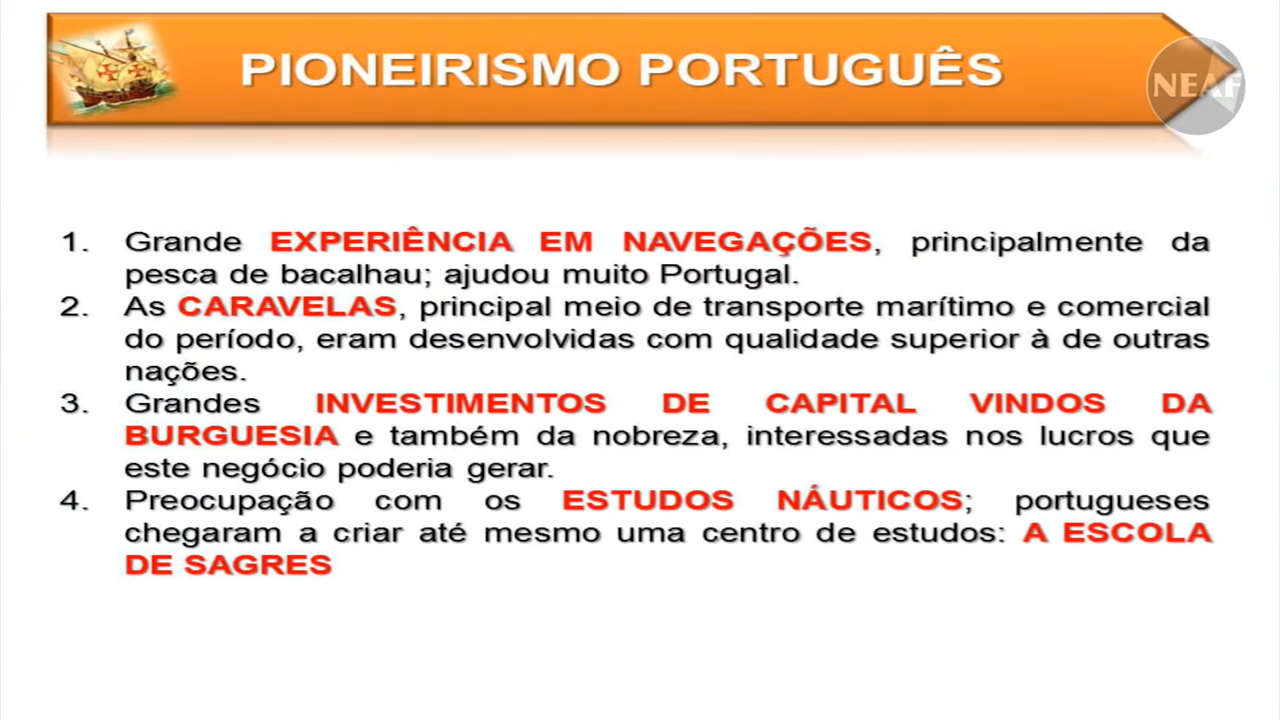 PIONEIRISMO PORTUGUÊS
NEAF
1. Grande EXPERIÊNCIA EM NAVEGAÇÕES, principalmente da
pesca de bacalhau; ajudou muito Portugal.
2. As CARAVELAS, principal meio de transporte marítimo e comercial
do período, eram desenvolvidas com qualidade superior à de outras
nações.
3. Grandes INVESTIMENTOS DE CAPITAL VINDOS DA
BURGUESIA e também da nobreza, interessadas nos lucros que
este negócio poderia gerar.
4. Preocupação com os ESTUDOS NÁUTICOS; portugueses
chegaram a criar até mesmo uma centro de estudos: A ESCOLA
DE SAGRES